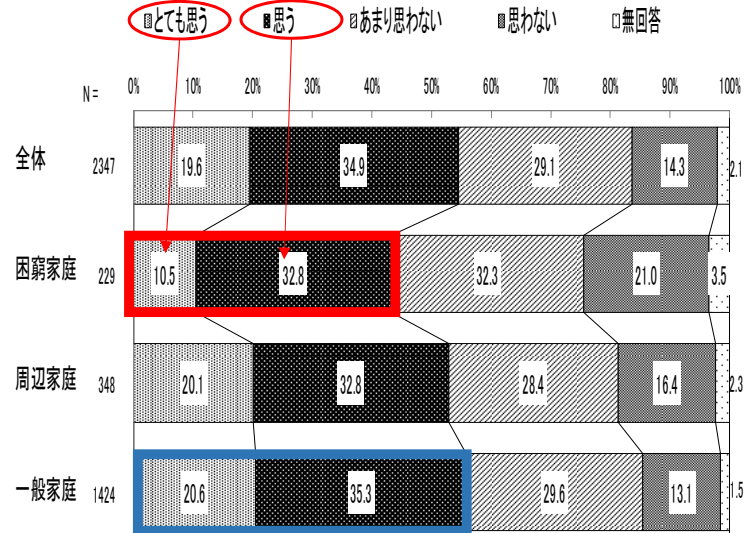 とても思う 思う あまり思わない 思わない 無回答
N= 0% 10% 20% 30% 40% 50% 60% 70% 80% 90% 100%
全体 2347 19.6 34.9 29.1 14.3 2.1
困窮家庭 229 10.5 32.8 32.3 21.0 3.5
周辺家庭 348 20.1 32.8 28.4 16.4 2.3
一般家庭 1424 20.6 35.3 29.6 13.1 1.5